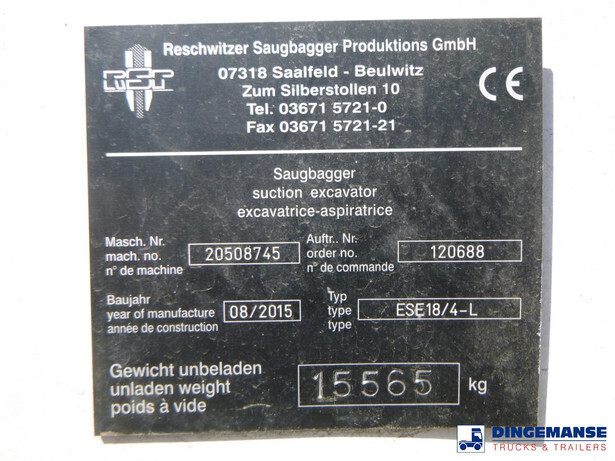 Reschwitzer Saugbagger Produktions GmbH
RSP
07318 Saalfeld - Beulwitz
Zum Silberstollen 10
Tel. 03671 5721-0
Fax 03671 5721-21
CE
Saugbagger
suction excavator
excavatrice-aspiratrice
Masch. Nr.
mach. no. 20508745
n° de machine
Auftr.. Nr.
order no. 120688
n° de commande
Baujahr
year of manufacture 08/2015
année de construction
Typ
type ESE18/4-L
type
Gewicht unbeladen
unladen weight 15565 kg
poids à vide
DINGEMANSE
TRUCKS & TRAILERS